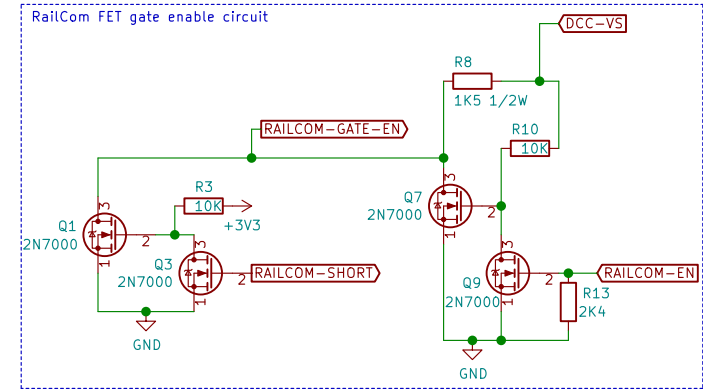 RailCom FET gate enable circuit
DCC-VS
R8
1K5 1/2W
RAILCOM-GATE-EN
R10
10K
3
3
R3
10K
Q7
2N7000
2
+3V3
Q1
2N7000
2
3
1
3
1
Q3
2N7000
2
RAILCOM-SHORT
Q9
2N7000
2
RAILCOM-EN
R13
2K4
1
1
GND
GND